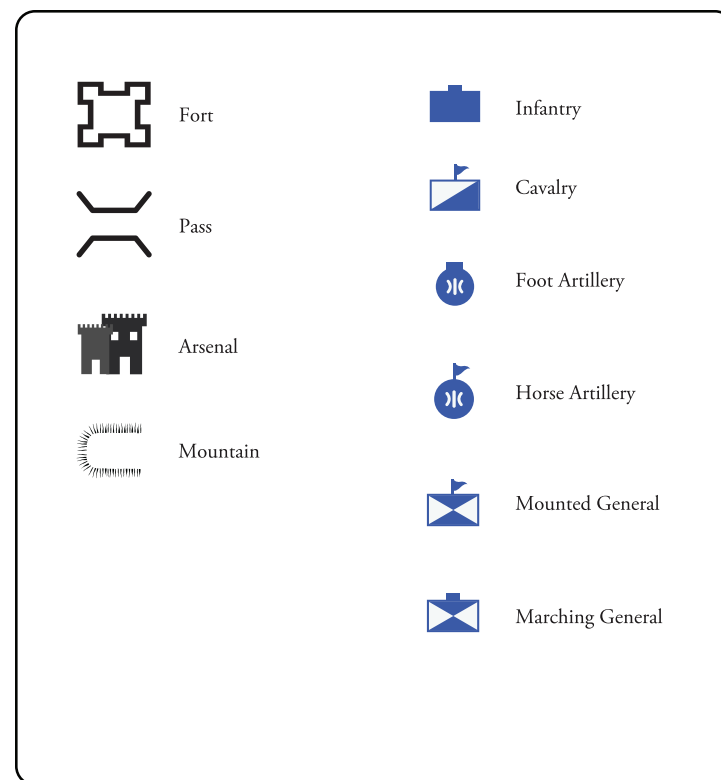 Fort
Pass
Arsenal
Mountain
Infantry
Cavalry
Foot Artillery
Horse Artillery
Mounted General
Marching General